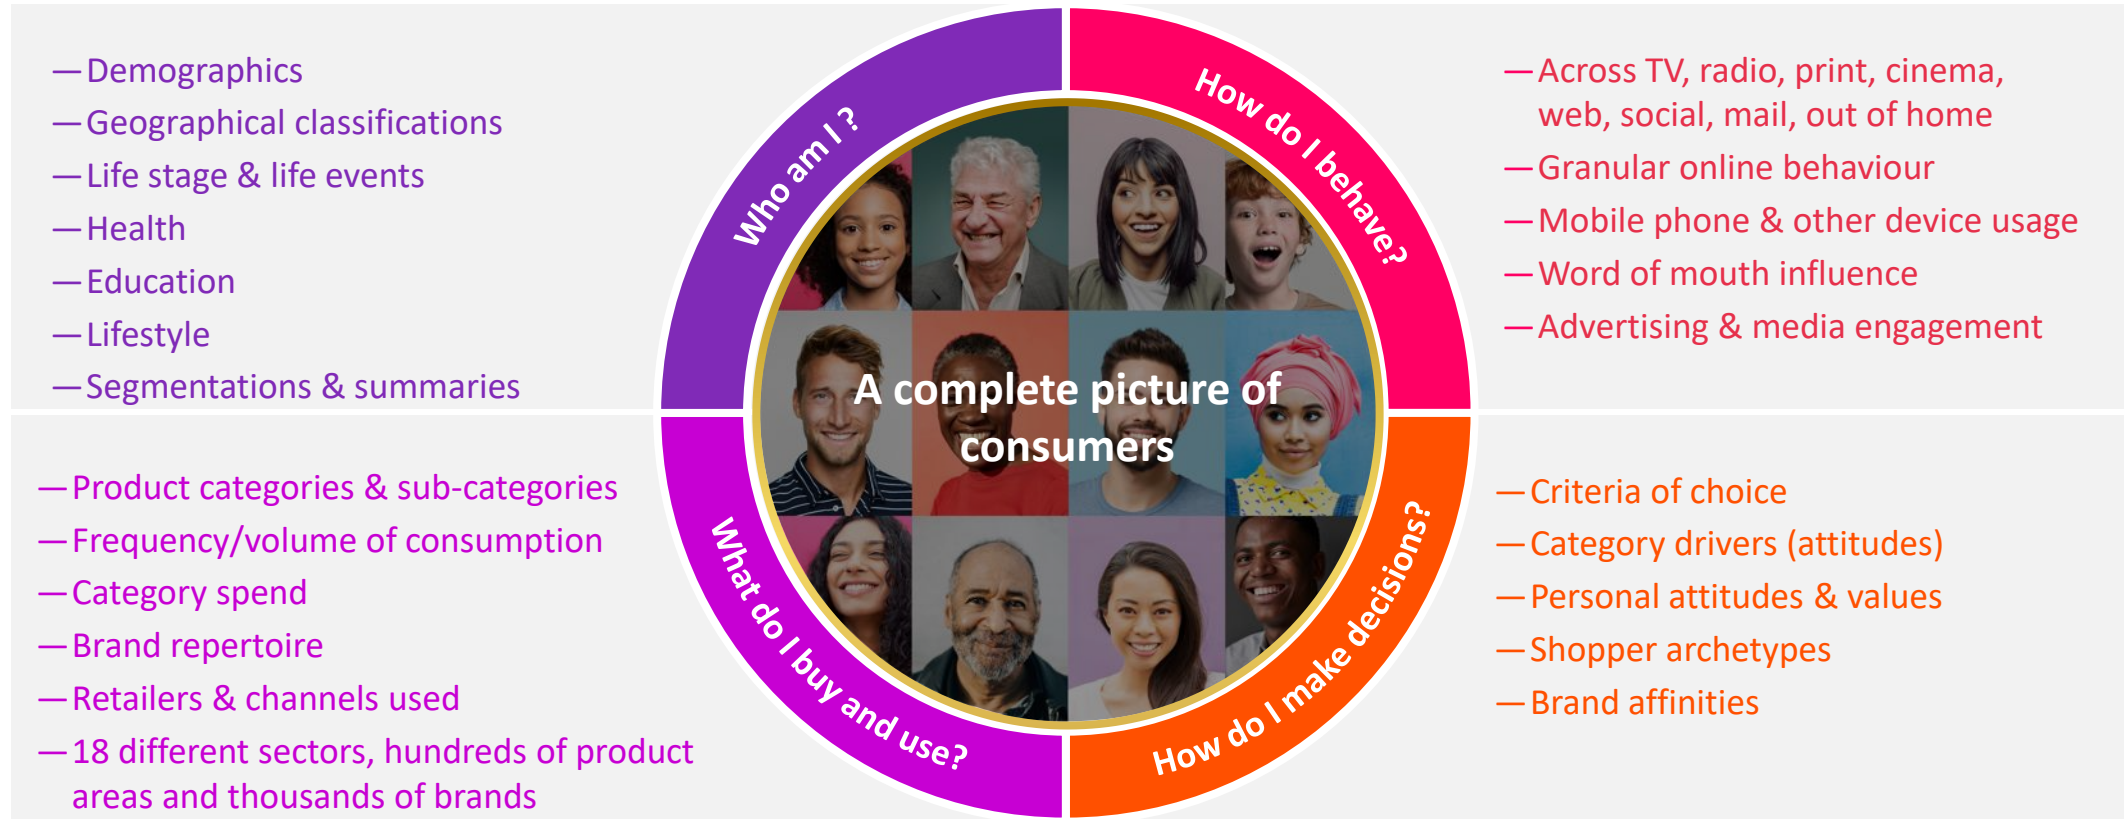 —Demographics
—Geographical classifications
—Life stage & life events
—Health
—Education
—Lifestyle
—Segmentations & summaries
Who am I ?
How do I behave?
—Across TV, radio, print, cinema,
web, social, mail, out of home
—Granular online behaviour
—Mobile phone & other device usage
—Word of mouth influence
—Advertising & media engagement
A complete picture of
consumers
—Product categories & sub-categories
—Frequency/volume of consumption
—Category spend
—Brand repertoire
—Retailers & channels used
—18 different sectors, hundreds of product
areas and thousands of brands
What do I buy and use?
How do I make decisions?
—Criteria of choice
—Category drivers (attitudes)
—Personal attitudes & values
—Shopper archetypes
—Brand affinities